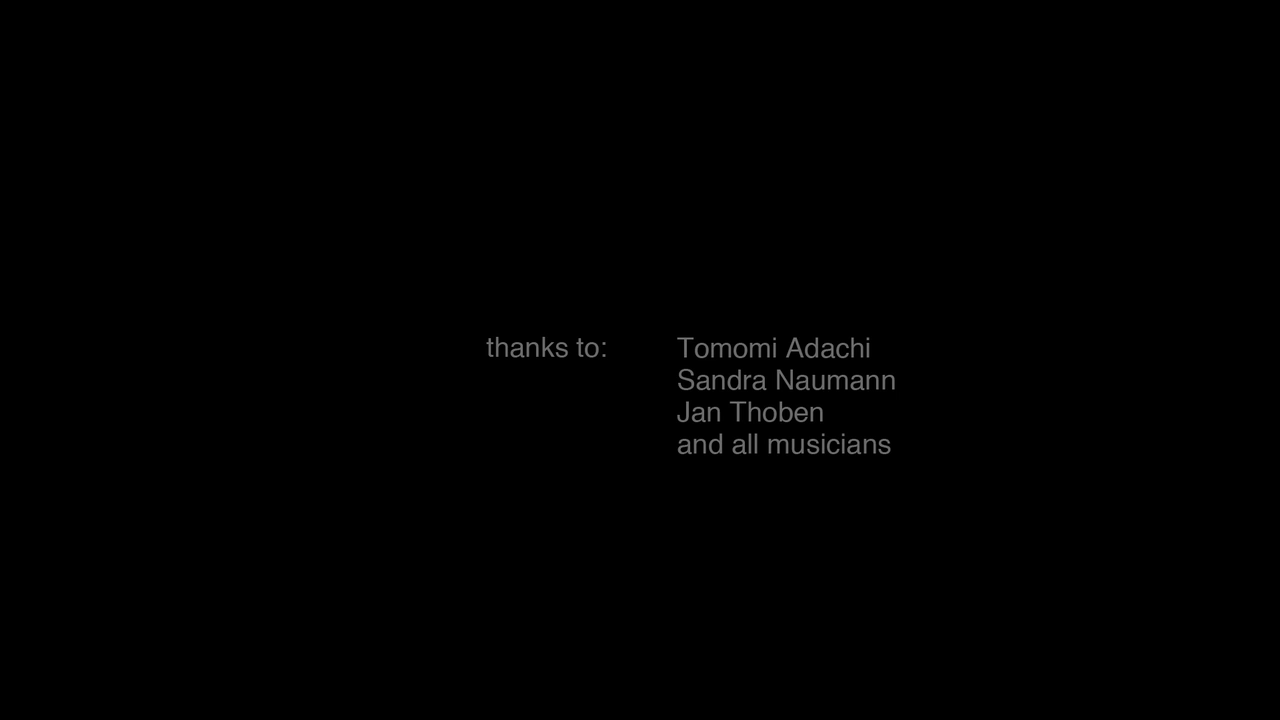 thanks to: Tomomi Adachi
Sandra Naumann
Jan Thoben
and all musicians